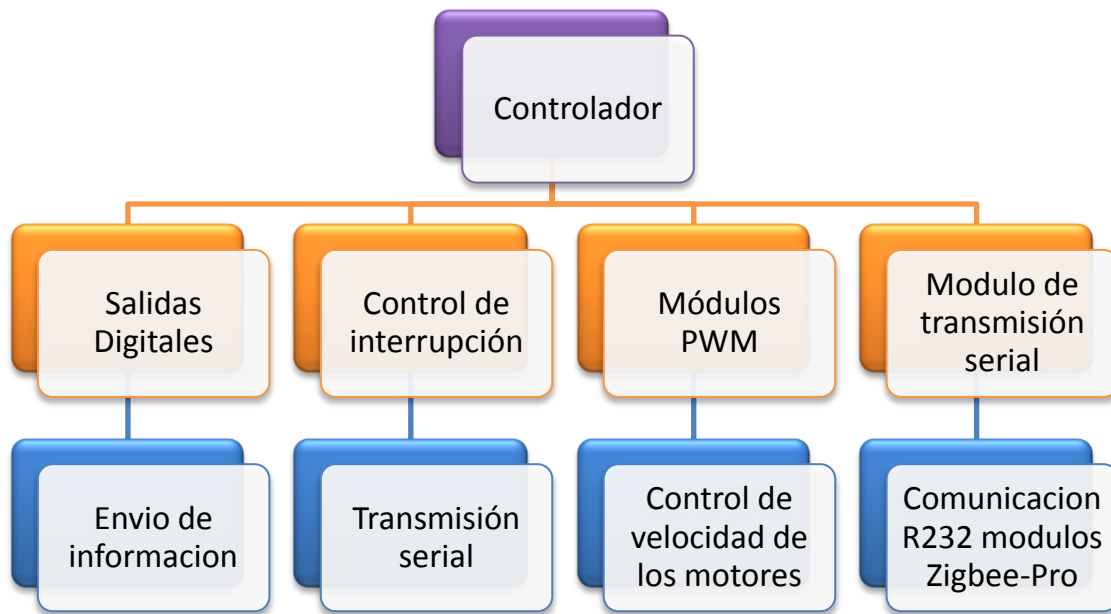 Controlador
Salidas
Digitales
Control de
interrupción
Módulos
PWM
Modulo de
transmisión
serial
Envio de
informacion
Transmisión
serial
Control de
velocidad de
los motores
Comunicacion
R232 modulos
Zigbee-Pro